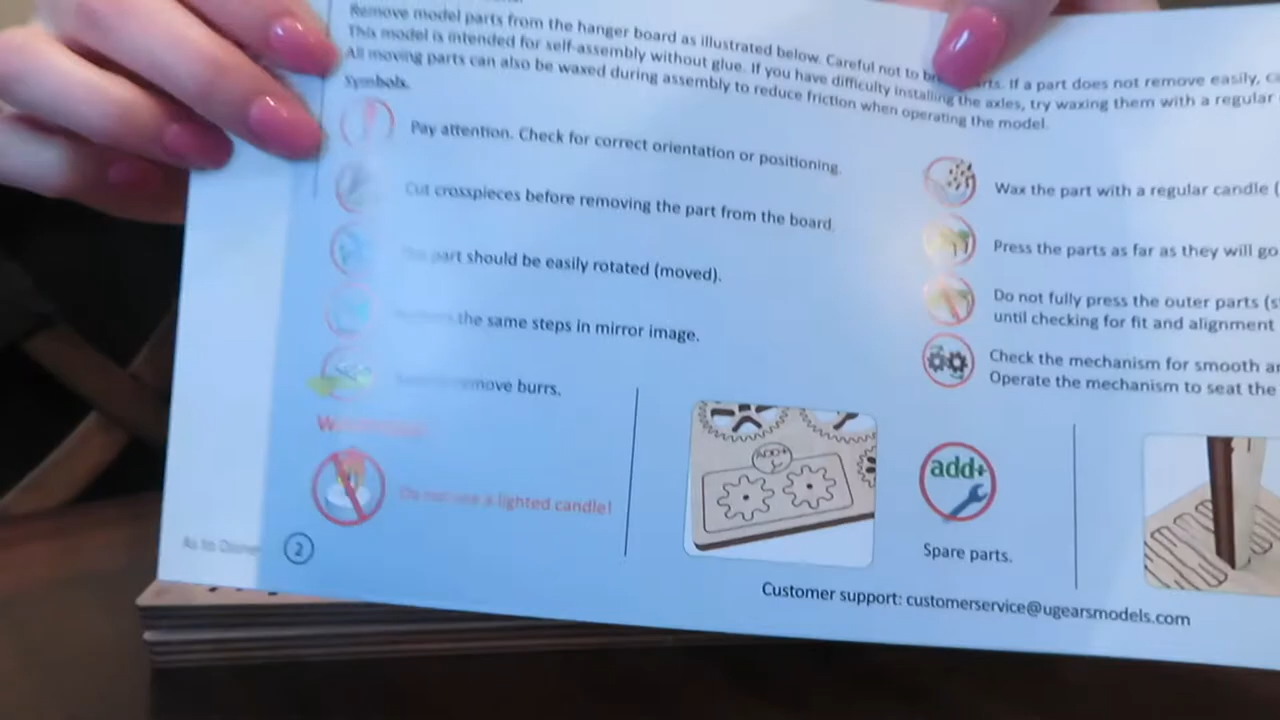 Remove model parts from the hanger board as illustrated below. Careful not to parts. If a part does not remove easily,
This model is intended for self-assembly without glue. If you have difficulty installing the axles, try waxing them with a regular
All moving parts can also be waxed during assembly to reduce friction when operating the model.
Symbols.
Pay attention. Check for correct orientation or positioning.
Cut crosspieces before removing the part from the board.
part should be easily rotated (moved).
the same steps in mirror image.
remove burrs.
Do not use a lighted candle!
2
Wax the part with a regular candle (
Press the parts as far as they will go
Do not fully press the outer parts (s
until checking for fit and alignment
Check the mechanism for smooth
Operate the mechanism to seat the
ADD+
add+
Spare parts.
Customer support: customerservice@ugearsmodels.com